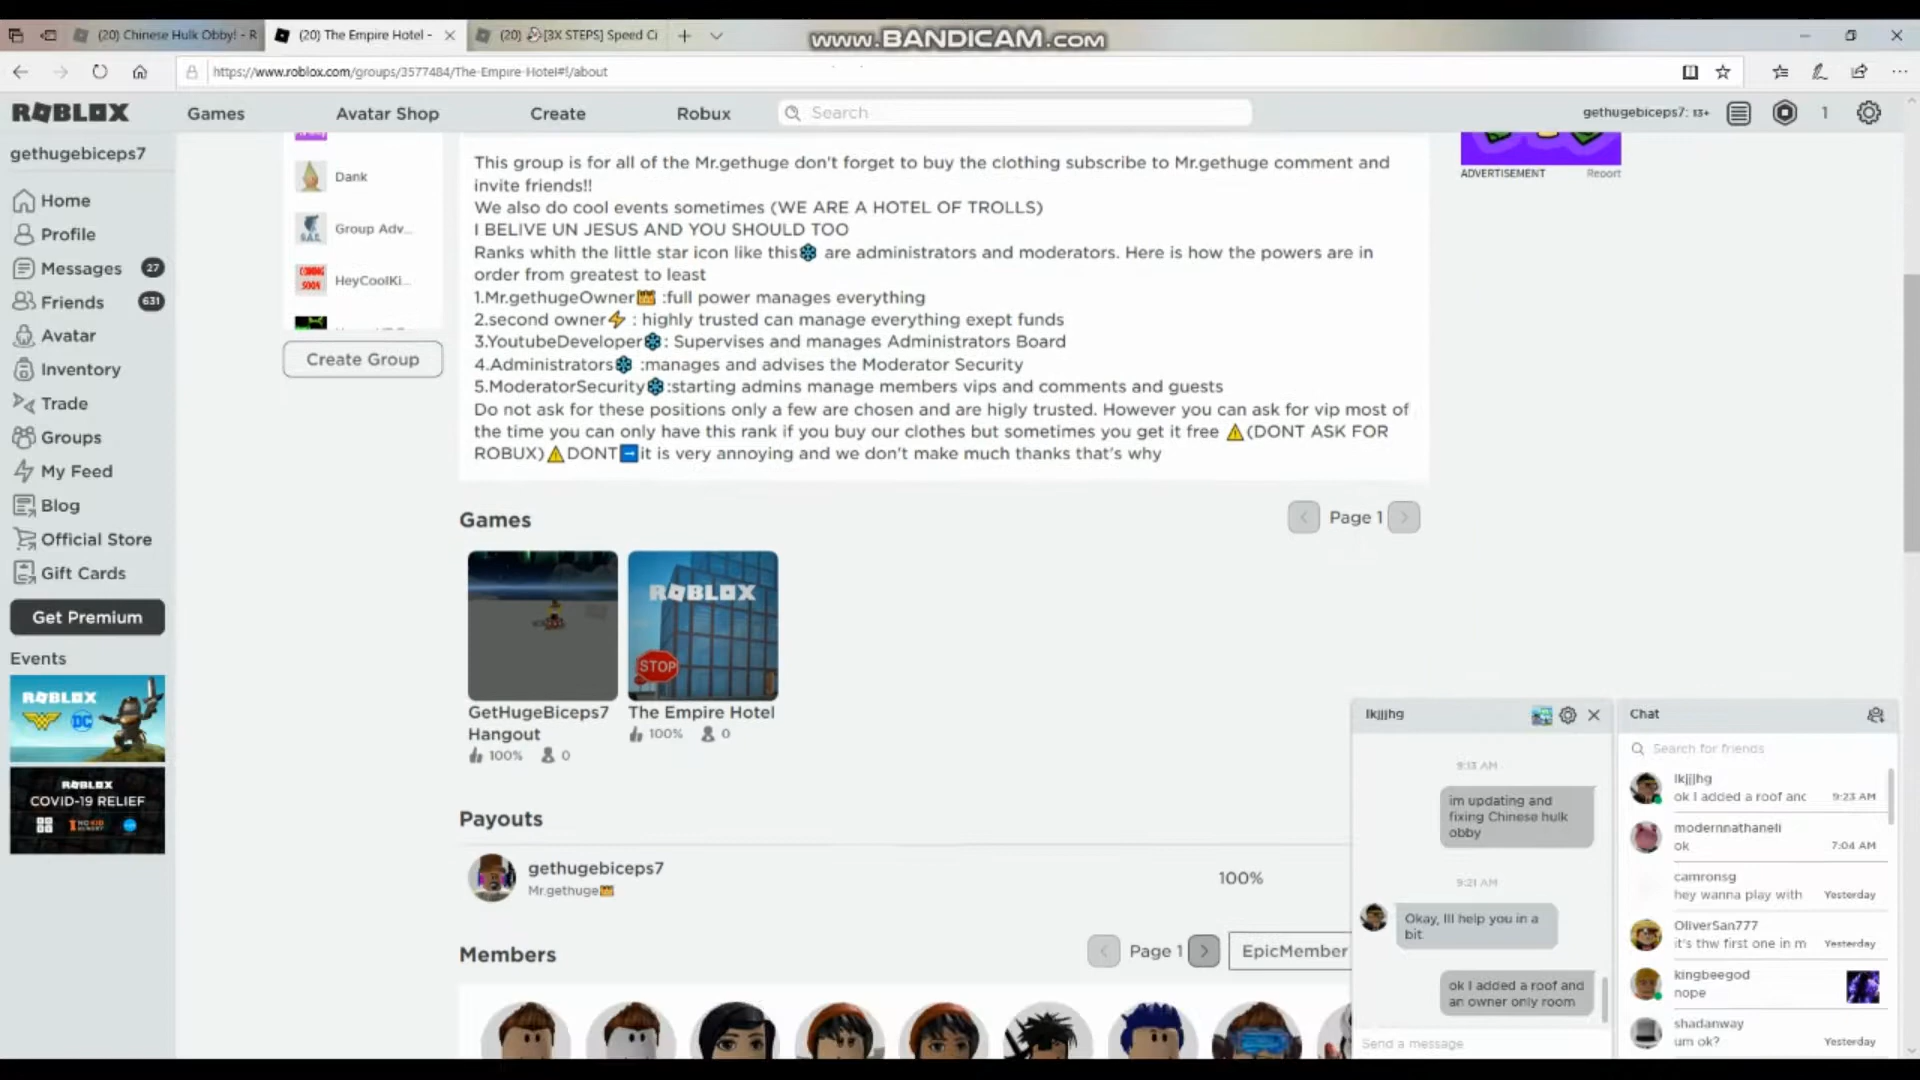 (20) Chinese Hulk Obby! - R
(20) The Empire Hotel -
(20) [3X STEPS] Speed Ci
www.BANDICAM.com
https://www.roblox.com/groups/3577484/The-Empire-Hotel#!/about
ROBLOX
Games
Avatar Shop
Create
Robux
Search
gethugebiceps7: 13+
1
gethugebiceps7
Home
Profile
Messages 27
Friends 631
Avatar
Inventory
Trade
Groups
My Feed
Blog
Official Store
Gift Cards
Get Premium
Events
ROBLOX
DC
ROBLOX
COVID-19 RELIEF
Dank
Group Adv...
COMING
SOON
HeyCoolKi...
Create Group
This group is for all of the Mr.gethuge don't forget to buy the clothing subscribe to Mr.gethuge comment and
invite friends!!
We also do cool events sometimes (WE ARE A HOTEL OF TROLLS)
I BELIVE UN JESUS AND YOU SHOULD TOO
Ranks whith the little star icon like this are administrators and moderators. Here is how the powers are in
order from greatest to least
1.Mr.gethugeOwner :full power manages everything
2.second owner⚡ : highly trusted can manage everything exept funds
3.YoutubeDeveloper : Supervises and manages Administrators Board
4.Administrators :manages and advises the Moderator Security
5.ModeratorSecurity :starting admins manage members vips and comments and guests
Do not ask for these positions only a few are chosen and are higly trusted. However you can ask for vip most of
the time you can only have this rank if you buy our clothes but sometimes you get it free ⚠(DONT ASK FOR
ROBUX)⚠DONT➡it is very annoying and we don't make much thanks that's why
ADVERTISEMENT
Report
Games
Page 1
ROBLOX
STOP
GetHugeBiceps7
Hangout
100% 0
The Empire Hotel
100% 0
Payouts
gethugebiceps7
Mr.gethuge
100%
Members
Page 1
EpicMember
lkjjjhg
9:13 AM
im updating and
fixing Chinese hulk
obby
9:21 AM
Okay, Ill help you in a
bit.
ok I added a roof and
an owner only room
Send a message
Chat
Search for friends
lkjjjhg
ok I added a roof anc 9:23 AM
modernnathaneli
ok 7:04 AM
camronsg
hey wanna play with Yesterday
OliverSan777
it's thw first one in m Yesterday
kingbeegod
nope
shadanway
um ok? Yesterday